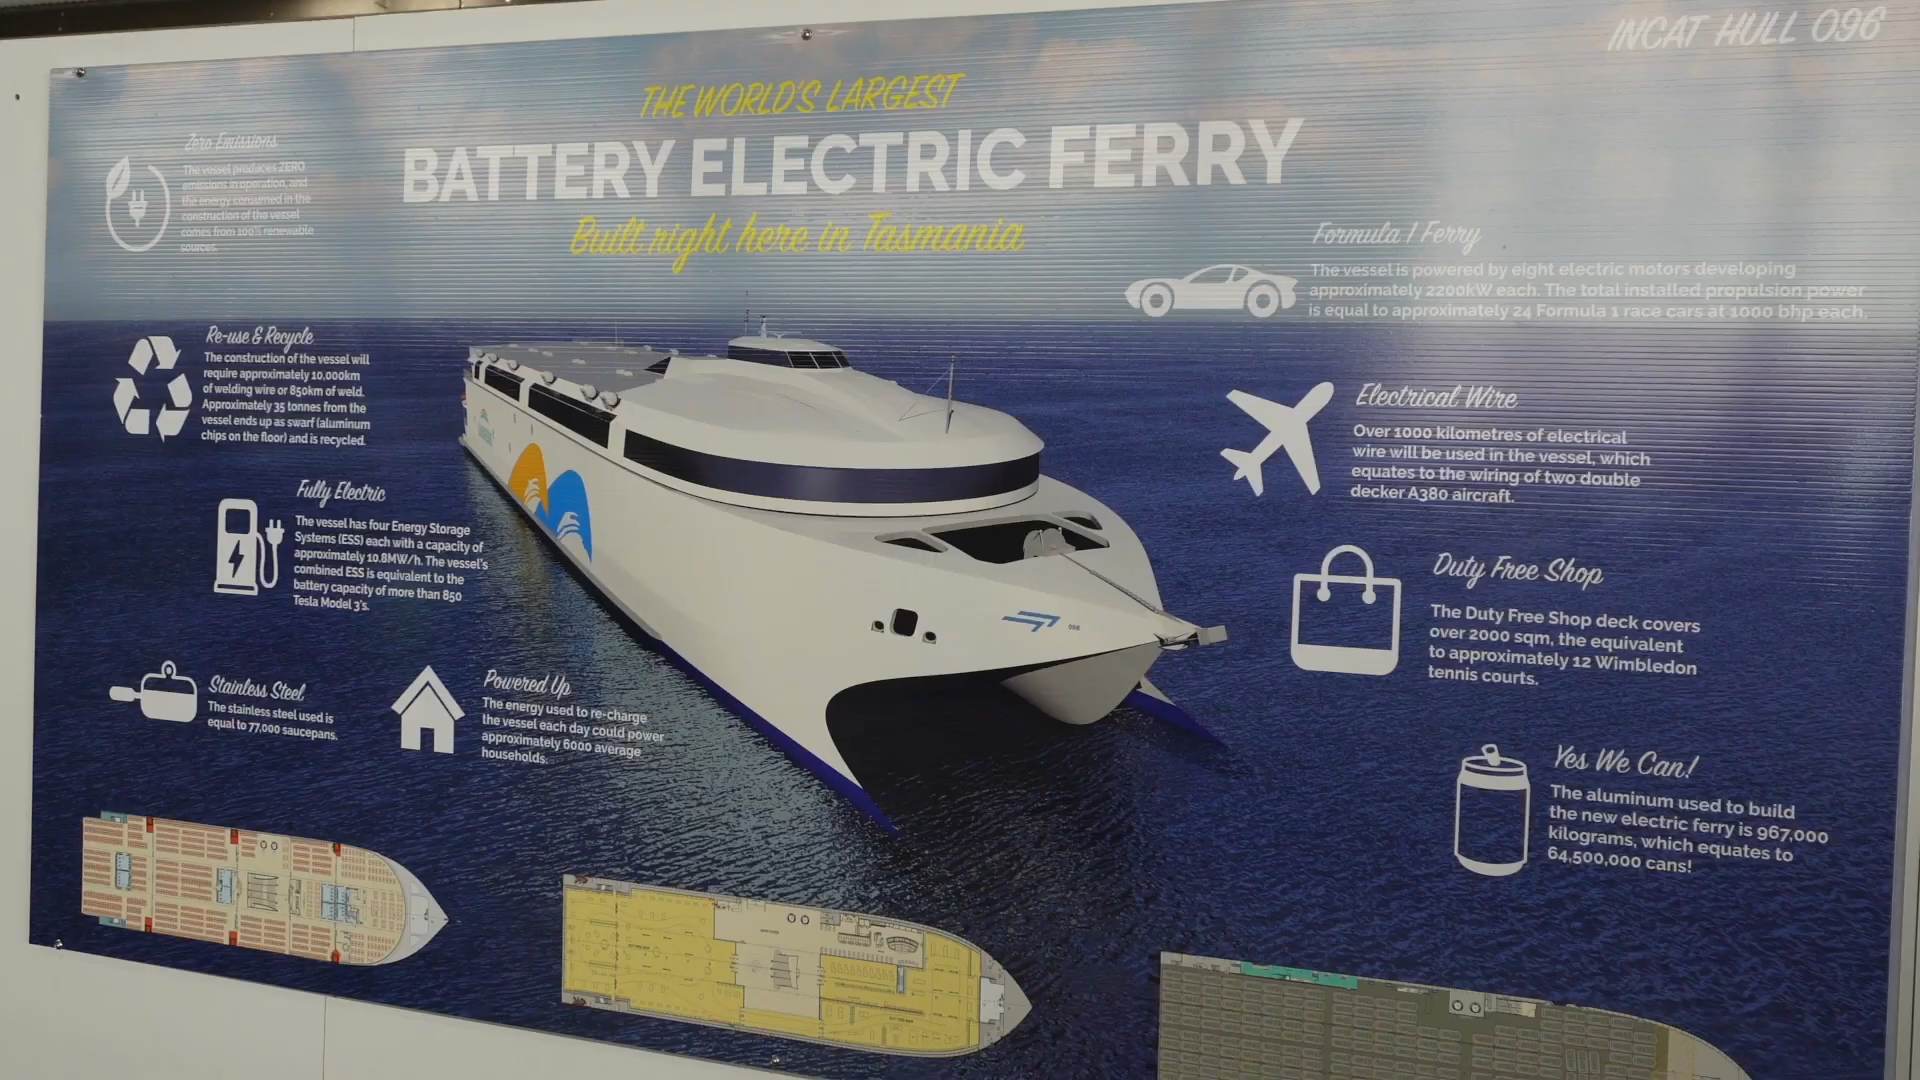 INCAT HULL 096
THE WORLD'S LARGEST
BATTERY ELECTRIC FERRY
Built right here in Tasmania
Zero Emissions
The vessel produces ZERO
emissions in operation, and
the energy consumed in the
construction of the vessel
comes from 100% renewable
sources.
Re-use & Recycle
The construction of the vessel will
require approximately 10,000km
of welding wire or 850km of weld.
Approximately 35 tonnes from the
vessel ends up as swarf (aluminum
chips on the floor) and is recycled.
Fully Electric
The vessel has four Energy Storage
Systems (ESS) each with a capacity of
approximately 10.8MW/h. The vessel's
combined ESS is equivalent to the
battery capacity of more than 850
Tesla Model 3's.
Stainless Steel
The stainless steel used is
equal to 77,000 saucepans.
Powered Up
The energy used to re-charge
the vessel each day could power
approximately 6000 average
households.
Formula 1 Ferry
The vessel is powered by eight electric motors developing
approximately 2200kW each. The total installed propulsion power
is equal to approximately 24 Formula 1 race cars at 1000 bhp each.
Electrical Wire
Over 1000 kilometres of electrical
wire will be used in the vessel, which
equates to the wiring of two double
decker A380 aircraft.
Duty Free Shop
The Duty Free Shop deck covers
over 2000 sqm, the equivalent
to approximately 12 Wimbledon
tennis courts.
Yes We Can!
The aluminum used to build
the new electric ferry is 967,000
kilograms, which equates to
64,500,000 cans!
096